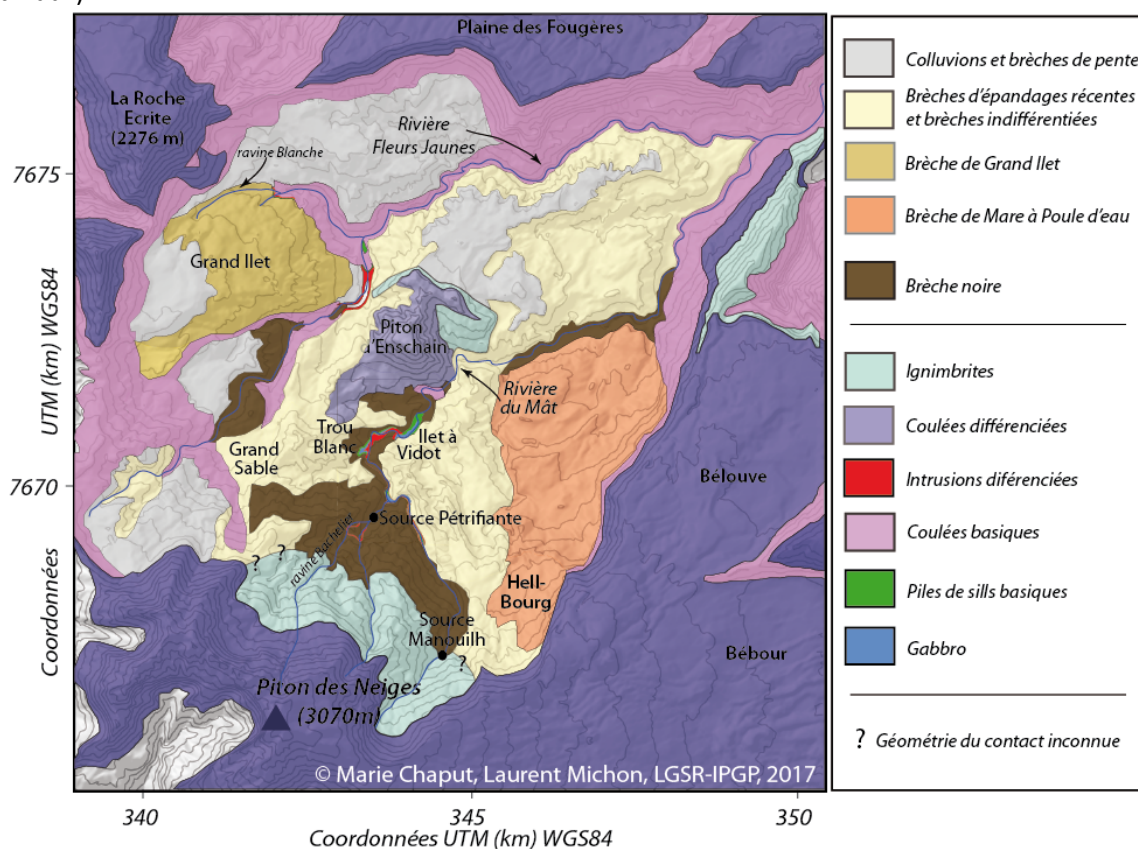 Plaine des Fougères
La Roche
Ecrite
(2276 m)
ravine Blanche
Rivière
Fleurs Jaunes
Grand Ilet
Piton
d'Enschain
Rivière
du Mât
Trou
Blanc
Ilet à
Vidot
Grand
Sable
Bélouve
Source Pétrifiante
ravine Bachelier
? ?
Hell-
Bourg
Source
Manouilh
?
Bébour
Piton des Neiges
(3070m)
© Marie Chaput, Laurent Michon, LGSR-IPGP, 2017
7675
7670
Coordonnées UTM (km) WGS84
340
345
350
Coordonnées UTM (km) WGS84
Colluvions et brèches de pente
Brèches d'épandages récentes
et brèches indifférentiées
Brèche de Grand Ilet
Brèche de Mare à Poule d'eau
Brèche noire
Ignimbrites
Coulées différenciées
Intrusions diférenciées
Coulées basiques
Piles de sills basiques
Gabbro
? Géométrie du contact inconnue